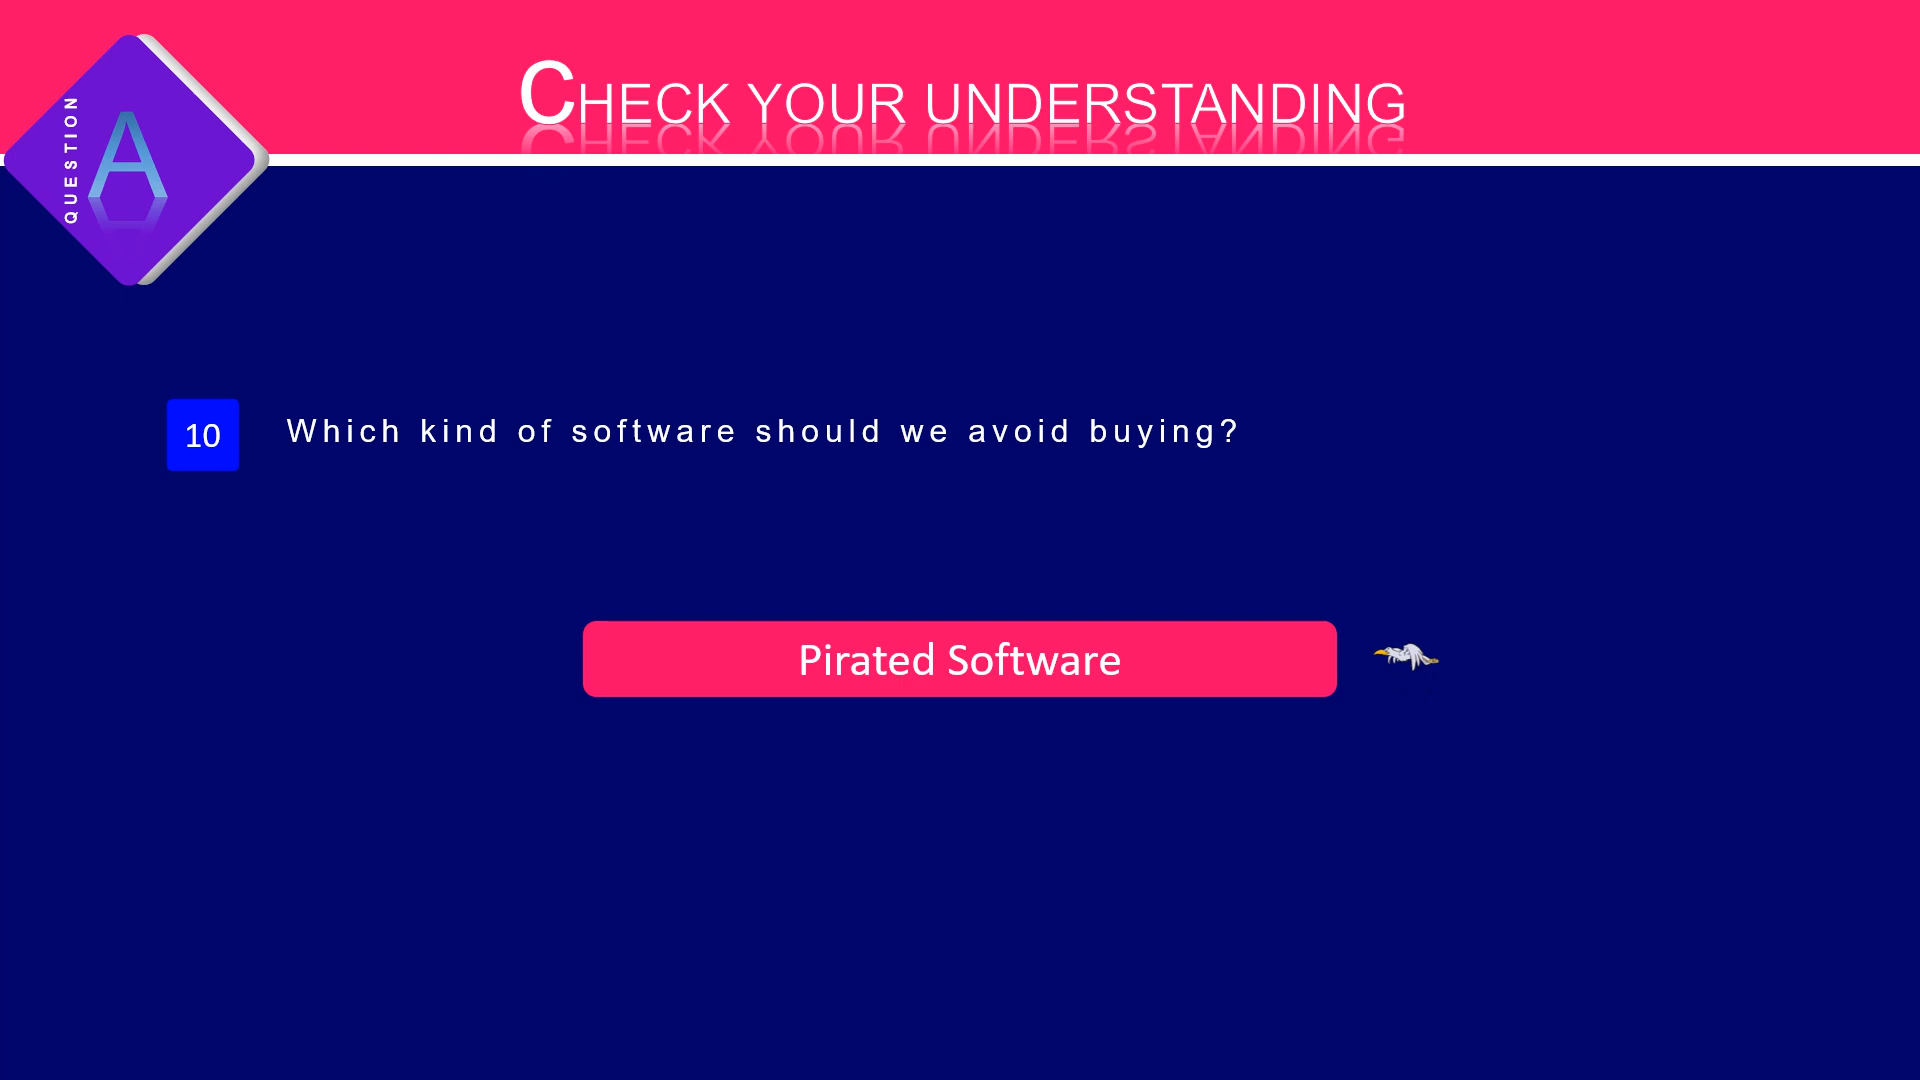 CHECK YOUR UNDERSTANDING
QUESTION
A
10
Which kind of software should we avoid buying?
Pirated Software